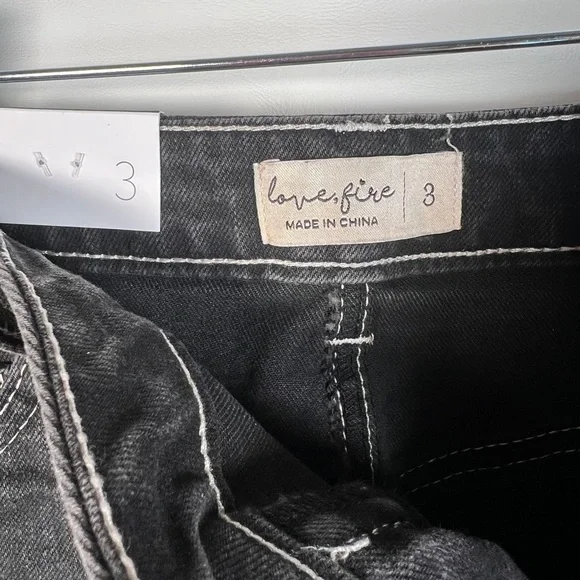 3
love, fire
MADE IN CHINA
3